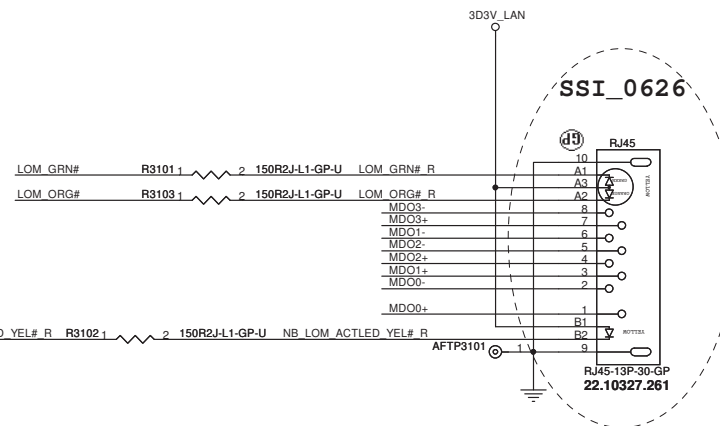 3D3V_LAN
SSI_0626
GP
RJ45
10
LOM_GRN# R3101 1 2 150R2J-L1-GP-U LOM_GRN#_R A1
A3
YELLOW
LOM_ORG# R3103 1 2 150R2J-L1-GP-U LOM_ORG#_R A2
MDO3- 8
MDO3+ 7
MDO1- 6
MDO2- 5
MDO2+ 4
MDO1+ 3
MDO0- 2
MDO0+ 1
B1
YELLOW
D_YEL#_R R3102 1 2 150R2J-L1-GP-U NB_LOM_ACTLED_YEL#_R B2
AFTP3101 1 9
RJ45-13P-30-GP
22.10327.261